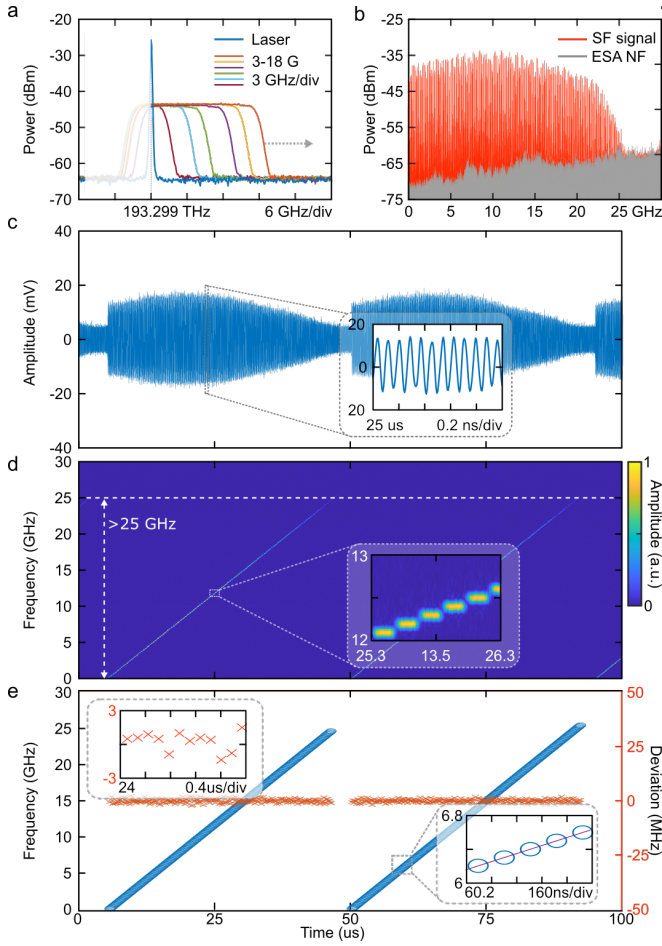 a
-20
-30
-40
-50
-60
-70
Power (dBm)
Laser
3-18 G
3 GHz/div
193.299 THz
6 GHz/div
b
-25
-35
-45
-55
-65
-75
Power (dBm)
SF signal
ESA NF
0 5 10 15 20 25 GHz
c
40
20
0
-20
-40
Amplitude (mV)
20
0
20
25 us
0.2 ns/div
d
30
25
20
15
10
5
0
Frequency (GHz)
>25 GHz
13
12
25.3 13.5 26.3
1
0
Amplitude (a.u.)
e
30
25
20
15
10
5
0
Frequency (GHz)
3
-3
24
0.4us/div
6.8
6
60.2
160ns/div
50
25
0
-25
-50
Deviation (MHz)
0 25 50 75 100
Time (us)